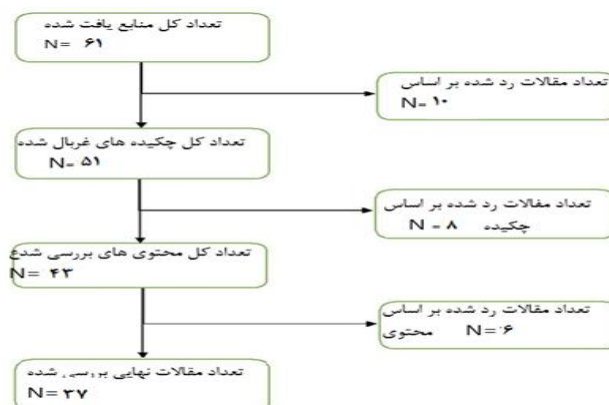 تعداد کل منابع یافت شده
N= ۶۱
تعداد مقالات رد شده بر اساس
N= ۱۰
تعداد کل چکیده های غربال شده
N= ۵۱
تعداد مقالات رد شده بر اساس
چکیده N= ۸
تعداد کل محتوی های بررسی شدع
N= ۴۳
تعداد مقالات رد شده بر اساس
محتوی N= ۶
تعداد مقالات نهایی بررسی شده
N= ۳۷